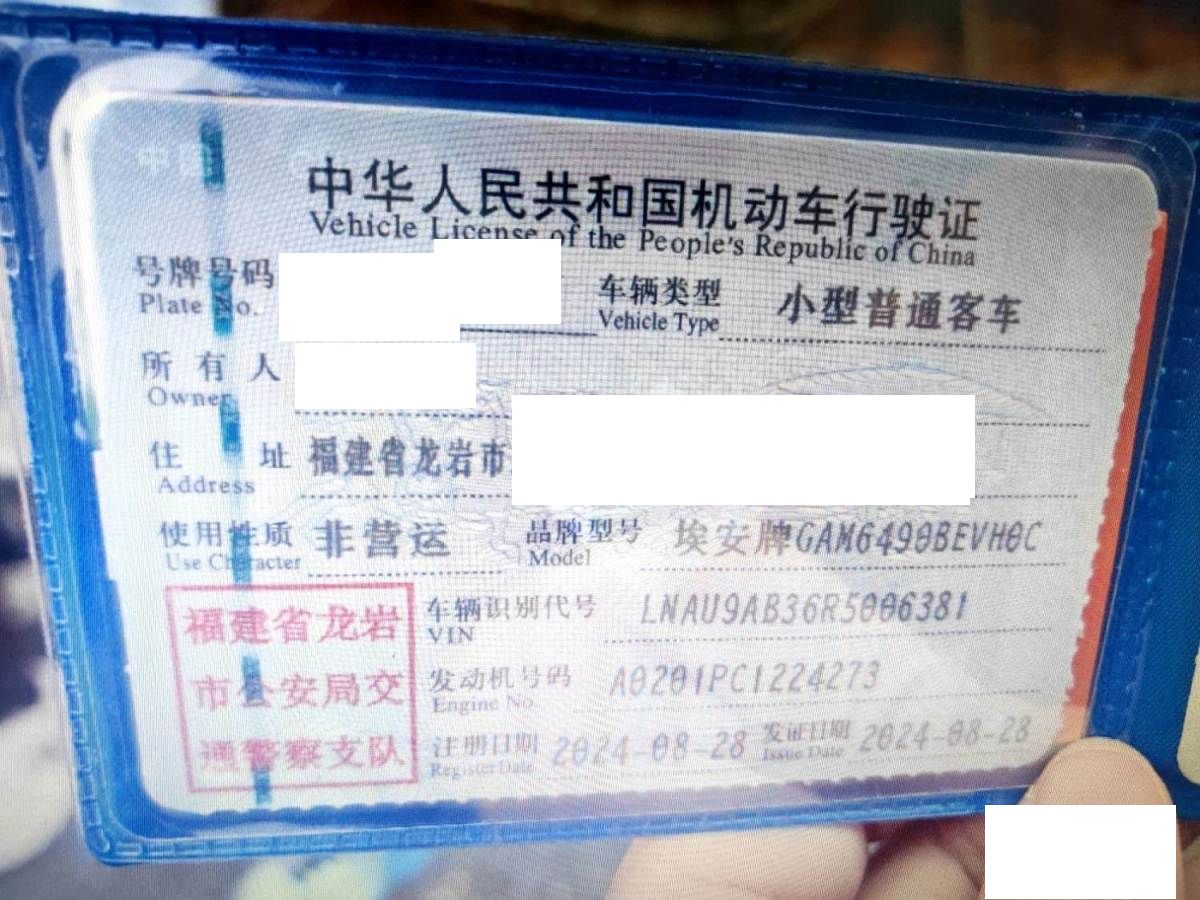 中华人民共和国机动车行驶证
Vehicle License of the People's Republic of China
号牌号码
Plate No.
车辆类型 小型普通客车
Vehicle Type
所有人
Owner
住址 福建省龙岩市
Address
使用性质 非营运 品牌型号 埃安牌GAM6490BEVH0C
Use Character Model
福建省龙岩
市公安局交
通警察支队
车辆识别代号 LNAU9AB36R5006381
VIN
发动机号码 A0201PC1224273
Engine No.
注册日期 2024-08-28 发证日期 2024-08-28
Register Date Issue Date